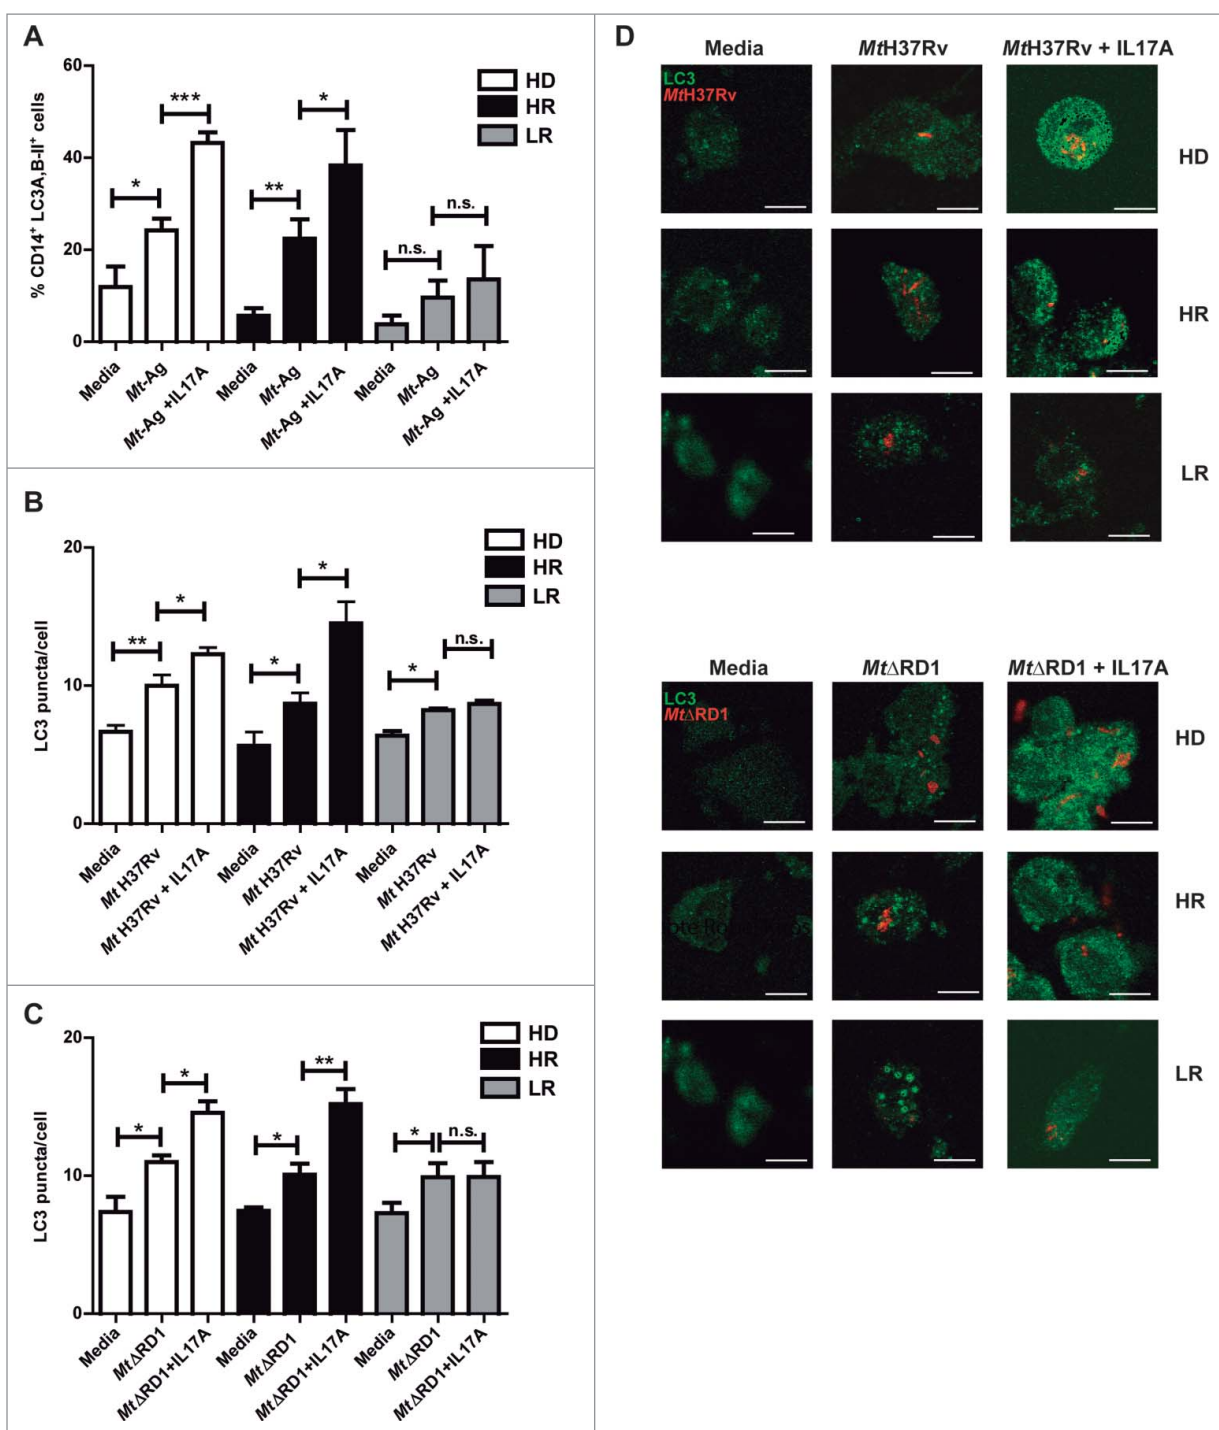 A
60
40
20
0
% CD14⁺ LC3A,B-II⁺ cells
HD
HR
LR
*
***
**
*
n.s.
n.s.
Media
Mt-Ag
Mt-Ag +IL17A
Media
Mt-Ag
Mt-Ag +IL17A
Media
Mt-Ag
Mt-Ag +IL17A
B
20
10
0
LC3 puncta/cell
HD
HR
LR
**
*
*
*
*
n.s.
Media
Mt H37Rv
Mt H37Rv + IL17A
Media
Mt H37Rv
Mt H37Rv + IL17A
Media
Mt H37Rv
Mt H37Rv + IL17A
C
20
10
0
LC3 puncta/cell
HD
HR
LR
*
*
*
**
*
n.s.
Media
MtΔRD1
MtΔRD1+IL17A
Media
MtΔRD1
MtΔRD1+IL17A
Media
MtΔRD1
MtΔRD1+IL17A
D
Media
MtH37Rv
MtH37Rv + IL17A
LC3
MtH37Rv
HD
HR
LR
Media
MtΔRD1
MtΔRD1 + IL17A
LC3
MtΔRD1
HD
HR
LR